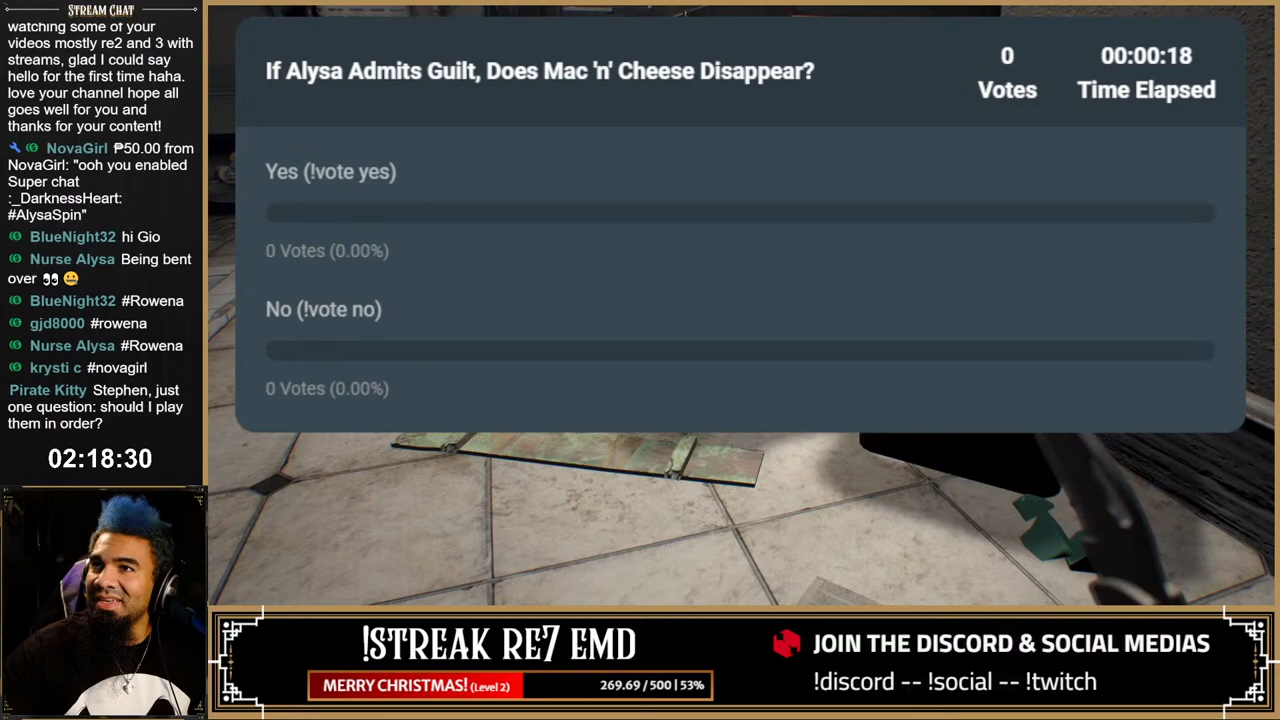 STREAM CHAT
watching some of your
videos mostly re2 and 3 with
streams, glad I could say
hello for the first time haha.
love your channel hope all
goes well for you and
thanks for your content!
NovaGirl ₱50.00 from
NovaGirl: "ooh you enabled
Super chat
:_DarknessHeart:
#AlysaSpin"
BlueNight32 hi Gio
Nurse Alysa Being bent
over 👀 🤐
BlueNight32 #Rowena
gjd8000 #rowena
Nurse Alysa #Rowena
krysti c #novagirl
Pirate Kitty Stephen, just
one question: should I play
them in order?
02:18:30
If Alysa Admits Guilt, Does Mac 'n' Cheese Disappear?
0
Votes
00:00:18
Time Elapsed
Yes (!vote yes)
0 Votes (0.00%)
No (!vote no)
0 Votes (0.00%)
!STREAK RE7 EMD
MERRY CHRISTMAS! (Level 2) 269.69 / 500 | 53%
JOIN THE DISCORD & SOCIAL MEDIAS
!discord -- !social -- !twitch